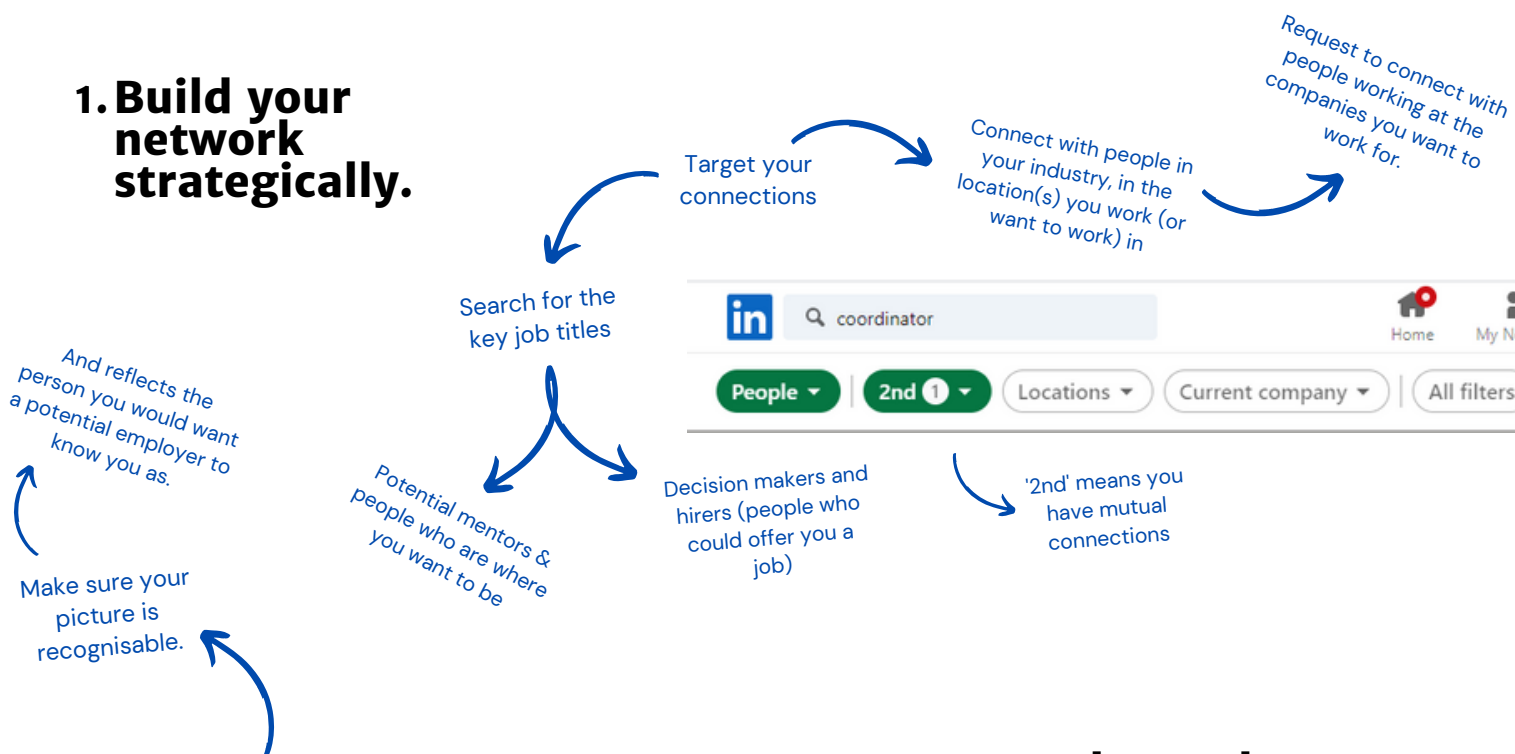 1. Build your
network
strategically.
Target your
connections
Connect with people in
your industry, in the
location(s) you work (or
want to work) in
Request to connect with
people working at the
companies you want to
work for.
Search for the
key job titles
in
coordinator
Home
People
2nd 1
Locations
Current company
All filters
Potential mentors &
people who are where
you want to be
Decision makers and
hirers (people who
could offer you a
job)
'2nd' means you
have mutual
connections
And reflects the
person you would want
a potential employer to
know you as.
Make sure your
picture is
recognisable.